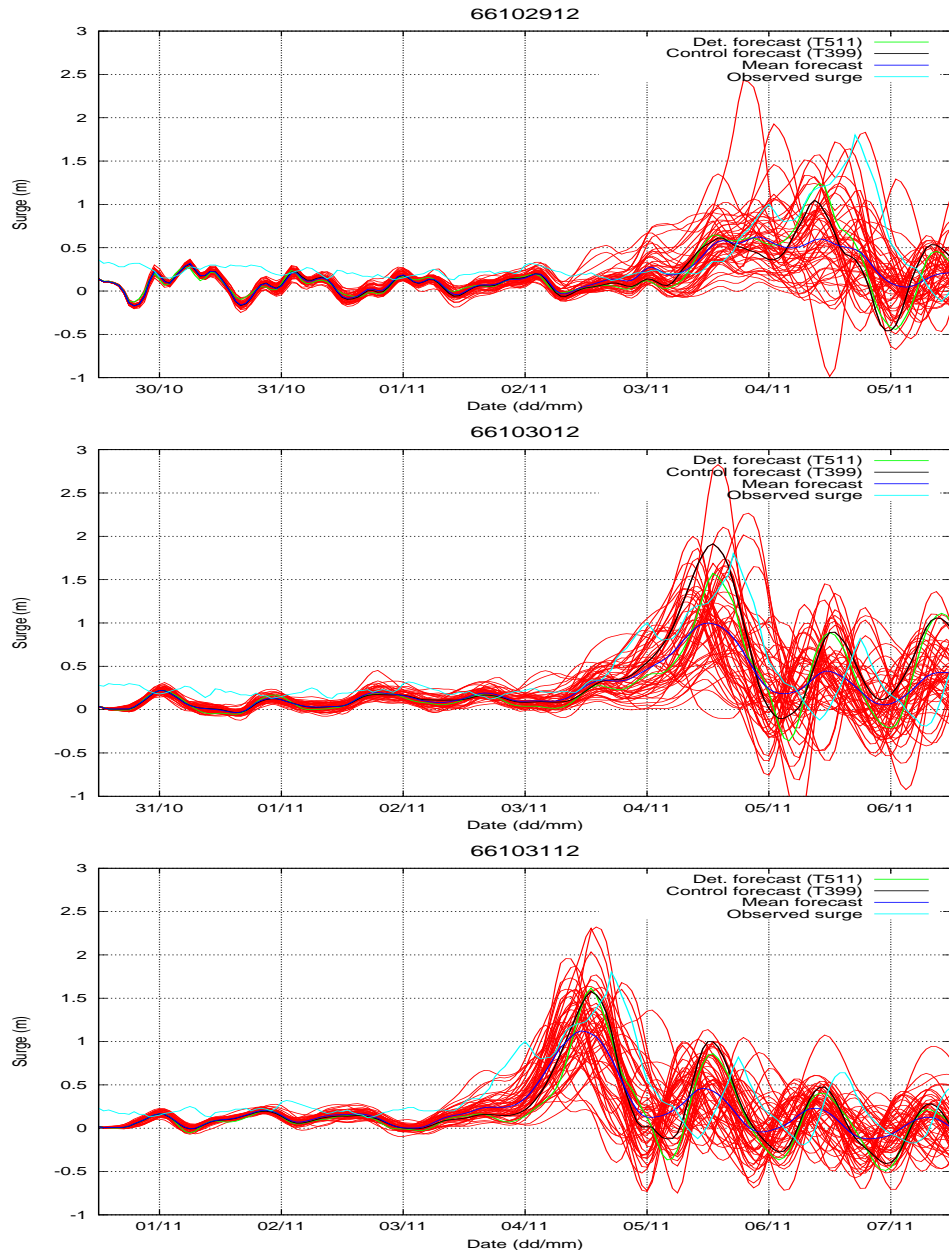 66102912
3
2.5
2
1.5
1
0.5
0
-0.5
-1
Surge (m)
Det. forecast (T511)
Control forecast (T399)
Mean forecast
Observed surge
30/10 31/10 01/11 02/11 03/11 04/11 05/11
Date (dd/mm)
66103012
3
2.5
2
1.5
1
0.5
0
-0.5
-1
Surge (m)
Det. forecast (T511)
Control forecast (T399)
Mean forecast
Observed surge
31/10 01/11 02/11 03/11 04/11 05/11 06/11
Date (dd/mm)
66103112
3
2.5
2
1.5
1
0.5
0
-0.5
-1
Surge (m)
Det. forecast (T511)
Control forecast (T399)
Mean forecast
Observed surge
01/11 02/11 03/11 04/11 05/11 06/11 07/11
Date (dd/mm)